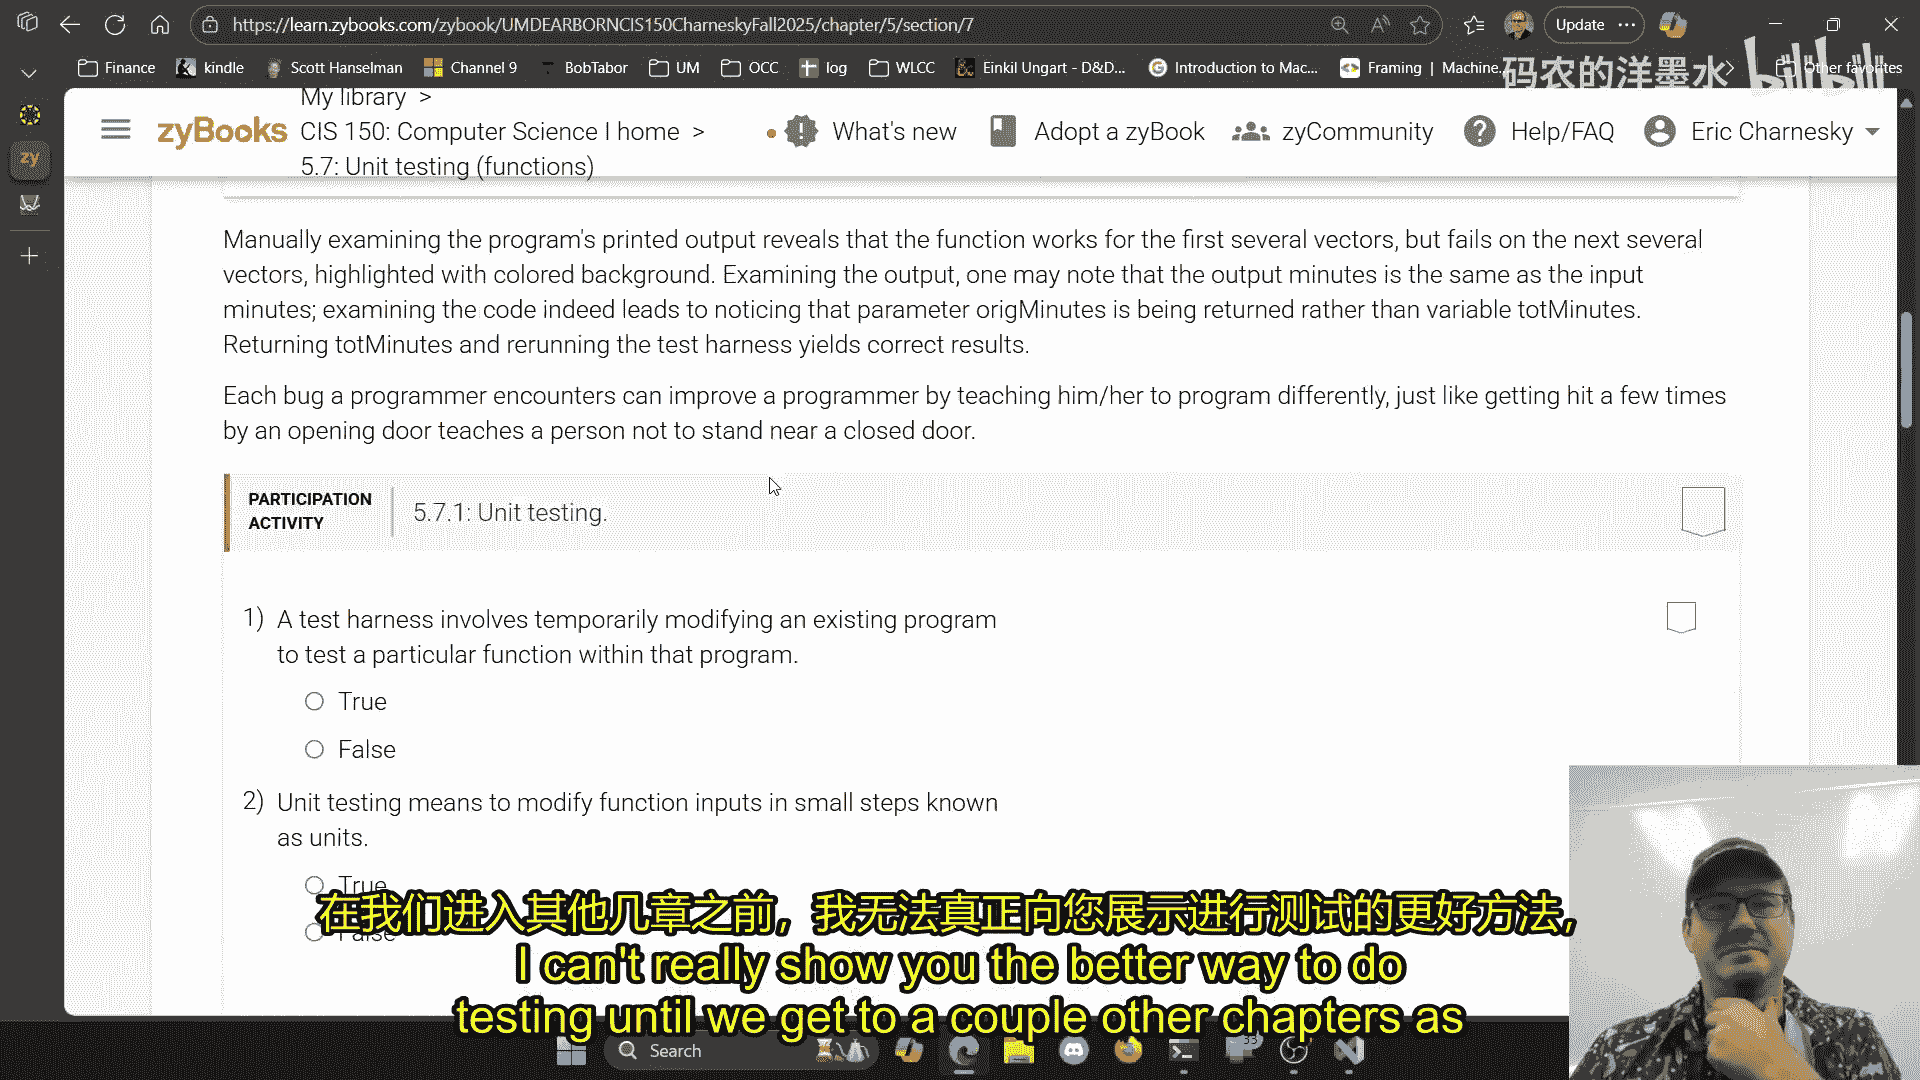 https://learn.zybooks.com/zybook/UMDEARBORNCIS150CharneskyFall2025/chapter/5/section/7
Update
Finance
kindle
Scott Hanselman
Channel 9
BobTabor
UM
OCC
log
WLCC
Einkil Ungart - D&D...
Introduction to Mac...
Framing | Machine...
Other favorites
码农的洋墨水
bilibili
zy
zyBooks
My library >
CIS 150: Computer Science I home >
5.7: Unit testing (functions)
What's new
Adopt a zyBook
zyCommunity
Help/FAQ
Eric Charnesky
Manually examining the program's printed output reveals that the function works for the first several vectors, but fails on the next several
vectors, highlighted with colored background. Examining the output, one may note that the output minutes is the same as the input
minutes; examining the code indeed leads to noticing that parameter origMinutes is being returned rather than variable totMinutes.
Returning totMinutes and rerunning the test harness yields correct results.
Each bug a programmer encounters can improve a programmer by teaching him/her to program differently, just like getting hit a few times
by an opening door teaches a person not to stand near a closed door.
PARTICIPATION
ACTIVITY
5.7.1: Unit testing.
1) A test harness involves temporarily modifying an existing program
to test a particular function within that program.
True
False
2) Unit testing means to modify function inputs in small steps known
as units.
True
False
在我们进入其他几章之前，我无法真正向您展示进行测试的更好方法，
I can't really show you the better way to do
testing until we get to a couple other chapters as
Search
33